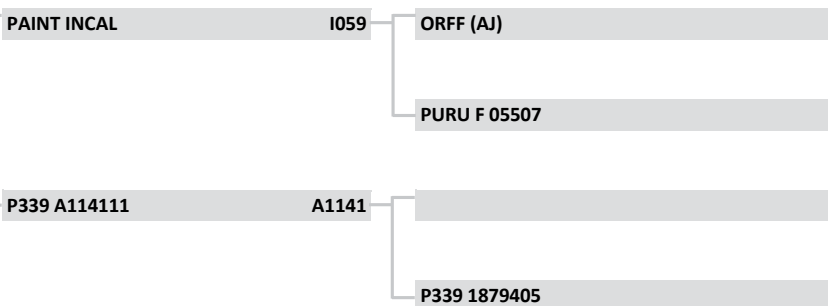 PAINT INCAL I059 ORFF (AJ)
PURU F 05507
P339 A114111 A1141
P339 1879405